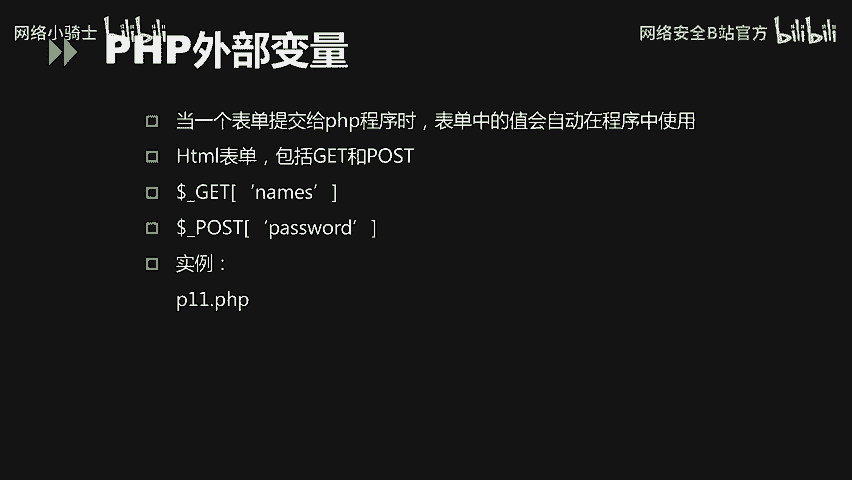 网络小骑士 bilibili
网络安全B站官方 bilibili
PHP外部变量
当一个表单提交给php程序时，表单中的值会自动在程序中使用
Html表单，包括GET和POST
$_GET[‘names’]
$_POST[‘password’]
实例：
p11.php